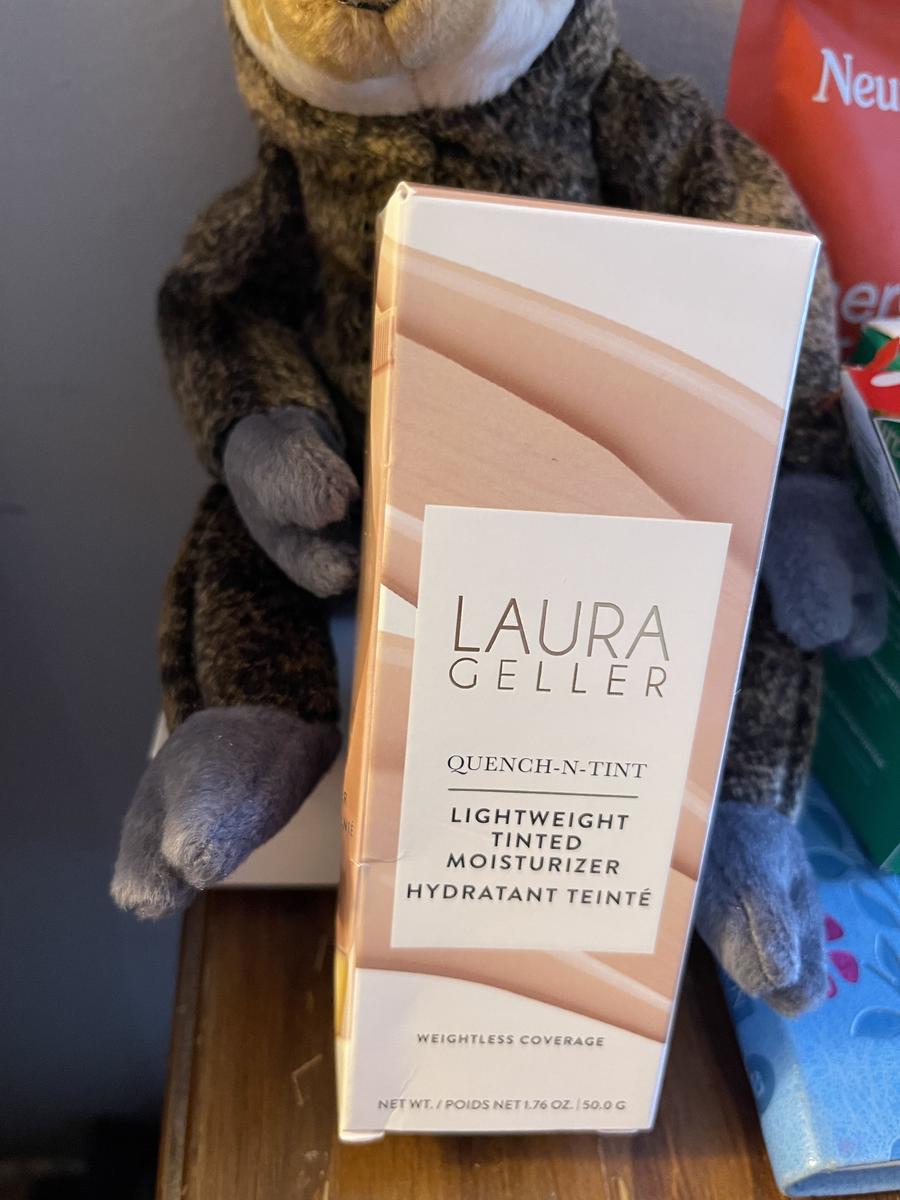 Neu
LAURA
GELLER
QUENCH-N-TINT
LIGHTWEIGHT
TINTED
MOISTURIZER
HYDRATANT TEINTÉ
WEIGHTLESS COVERAGE
NET WT. / POIDS NET 1.76 OZ. | 50.0 G